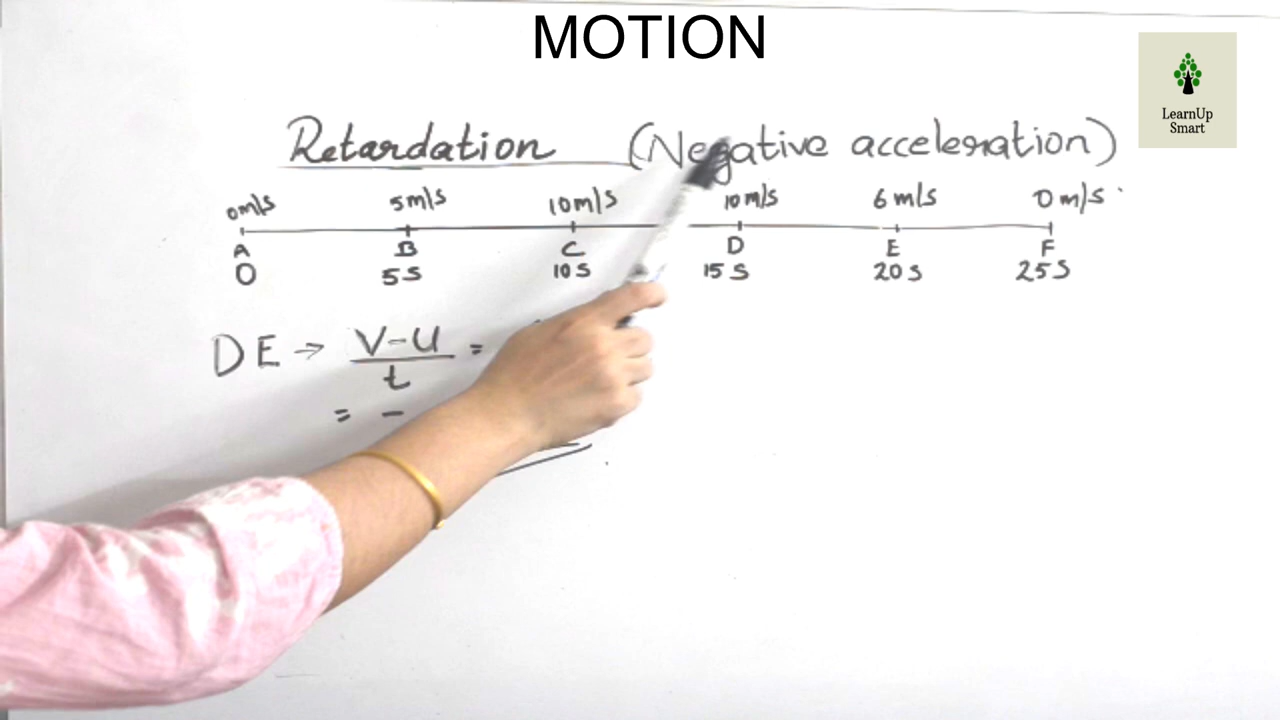 MOTION
LearnUp
Smart
Retardation (Negative acceleration)
0m/s 5m/s 10m/s 10m/s 6m/s 0m/s
A B C D E F
0 5s 10s 15s 20s 25s
DE → V-U =
t
= -